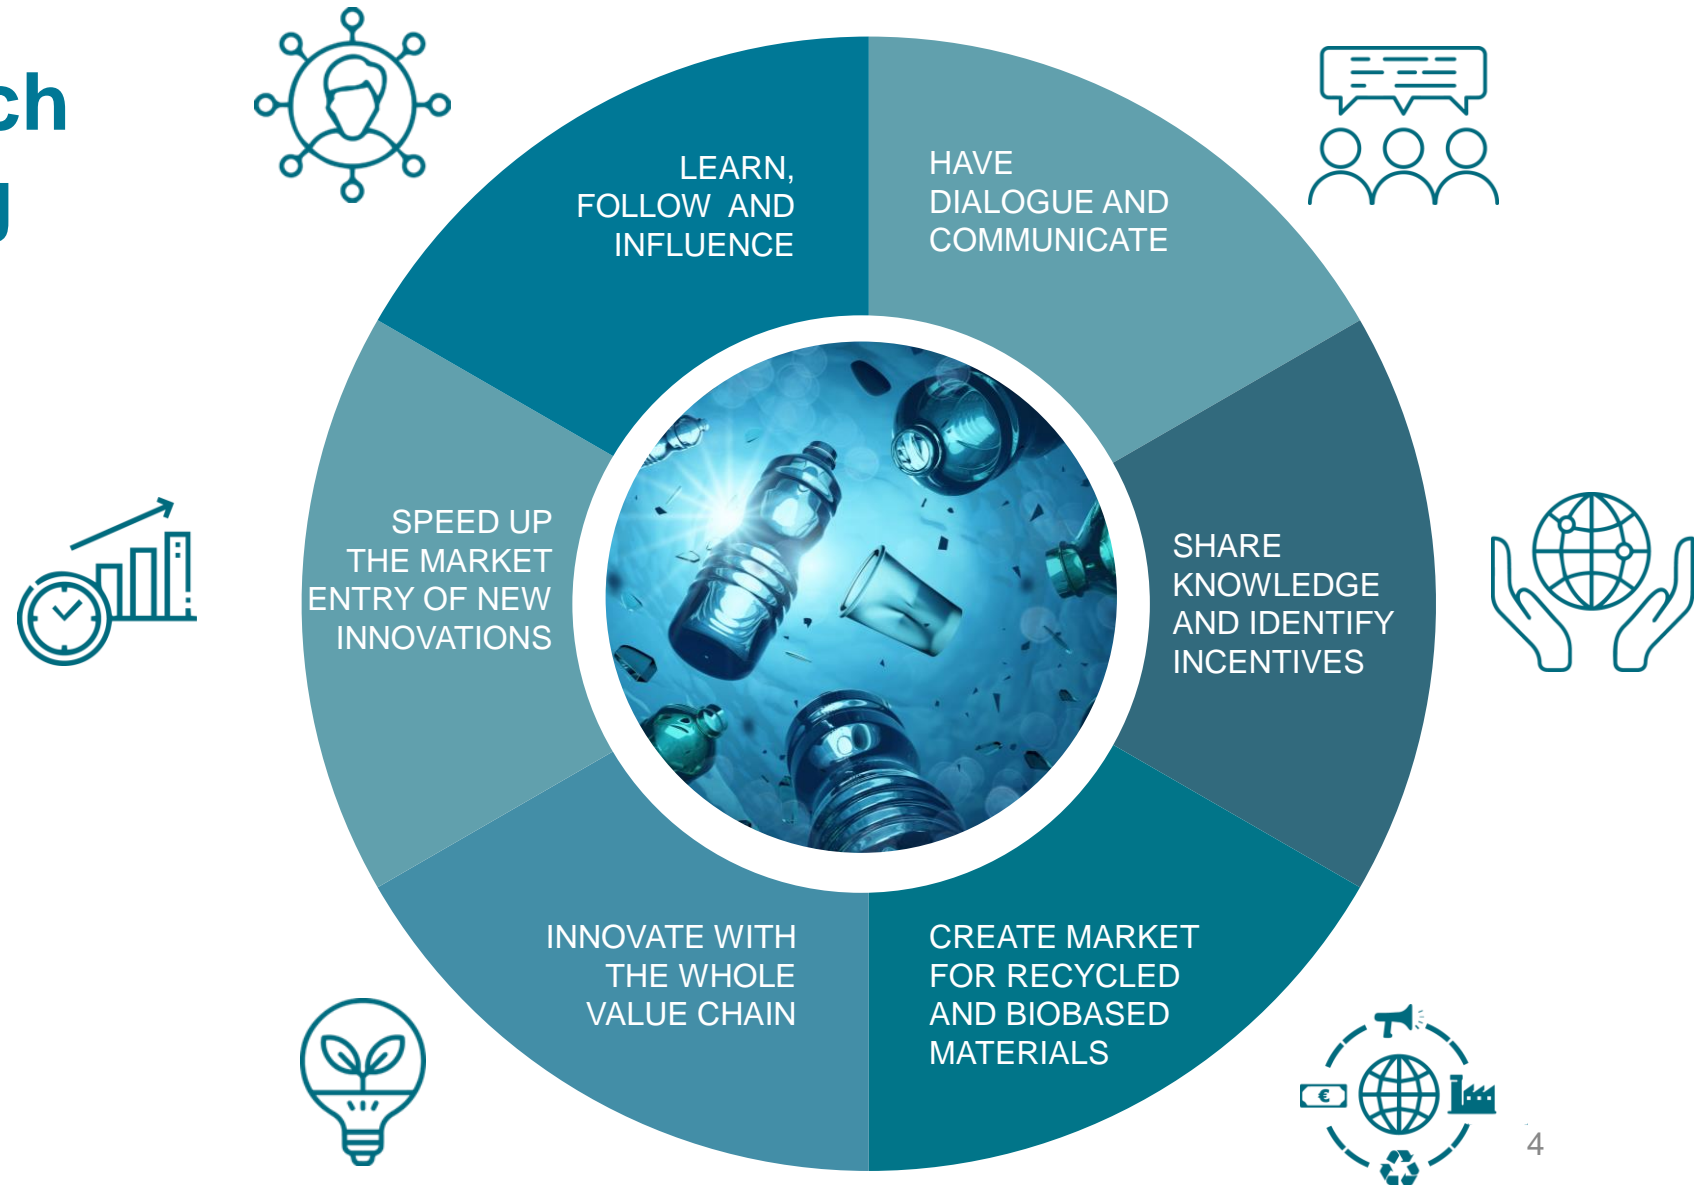 ch
g
LEARN,
FOLLOW AND
INFLUENCE
HAVE
DIALOGUE AND
COMMUNICATE
SHARE
KNOWLEDGE
AND IDENTIFY
INCENTIVES
CREATE MARKET
FOR RECYCLED
AND BIOBASED
MATERIALS
INNOVATE WITH
THE WHOLE
VALUE CHAIN
SPEED UP
THE MARKET
ENTRY OF NEW
INNOVATIONS
€
4